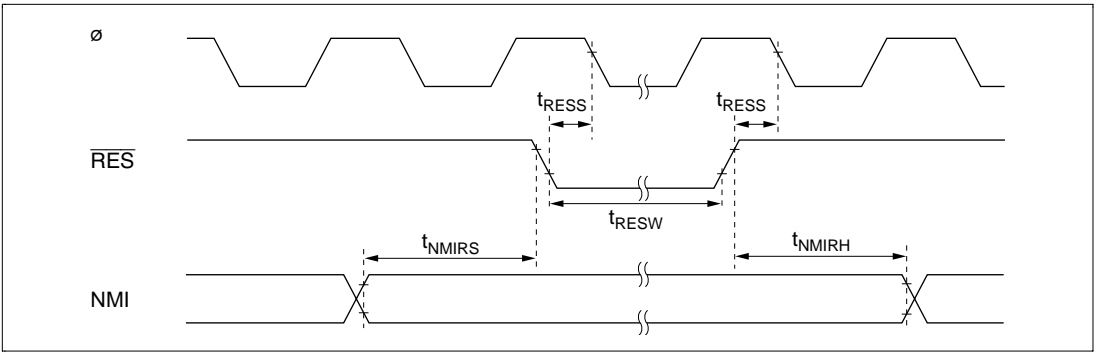 ø
tRESS tRESS
RES
tRESW
tNMIRS tNMIRH
NMI